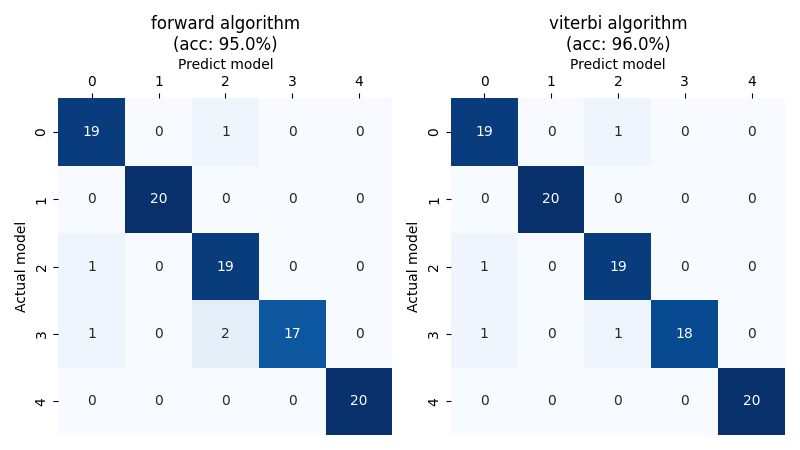 forward algorithm
(acc: 95.0%)
Predict model
0 1 2 3 4
Actual model
0 19 0 1 0 0
1 0 20 0 0 0
2 1 0 19 0 0
3 1 0 2 17 0
4 0 0 0 0 20
viterbi algorithm
(acc: 96.0%)
Predict model
0 1 2 3 4
Actual model
0 19 0 1 0 0
1 0 20 0 0 0
2 1 0 19 0 0
3 1 0 1 18 0
4 0 0 0 0 20